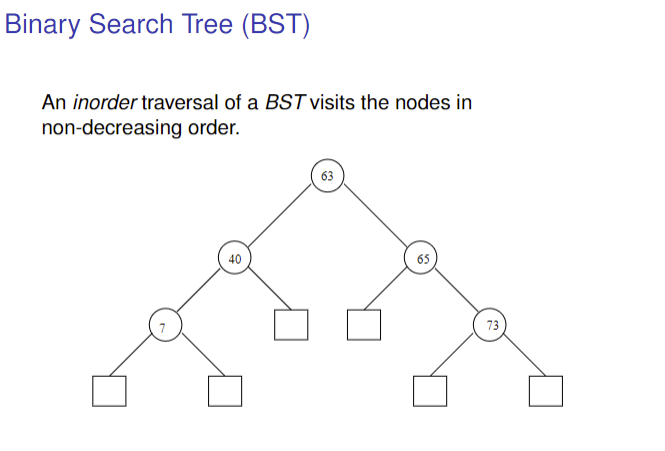 Binary Search Tree (BST)
An inorder traversal of a BST visits the nodes in
non-decreasing order.
63
40
65
7
73